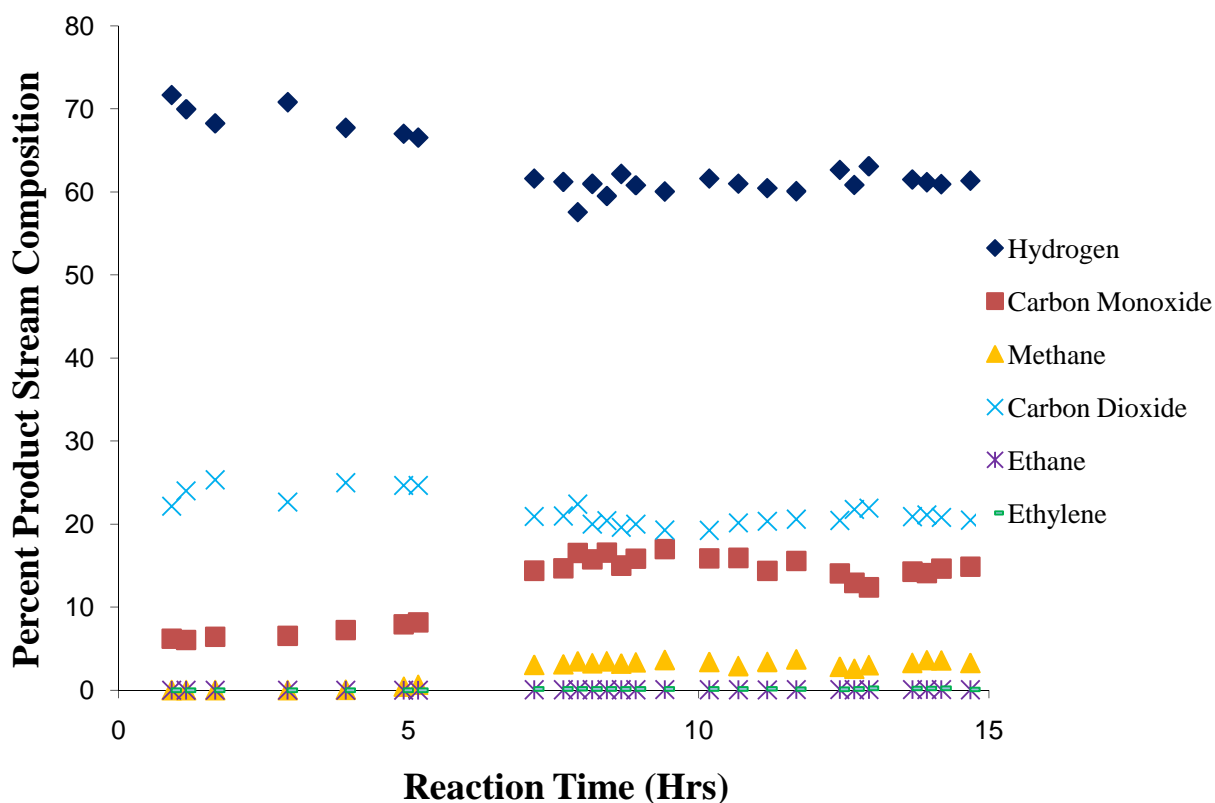 Percent Product Stream Composition
80
70
60
50
40
30
20
10
0
0
5
10
15
Reaction Time (Hrs)
Hydrogen
Carbon Monoxide
Methane
Carbon Dioxide
Ethane
Ethylene